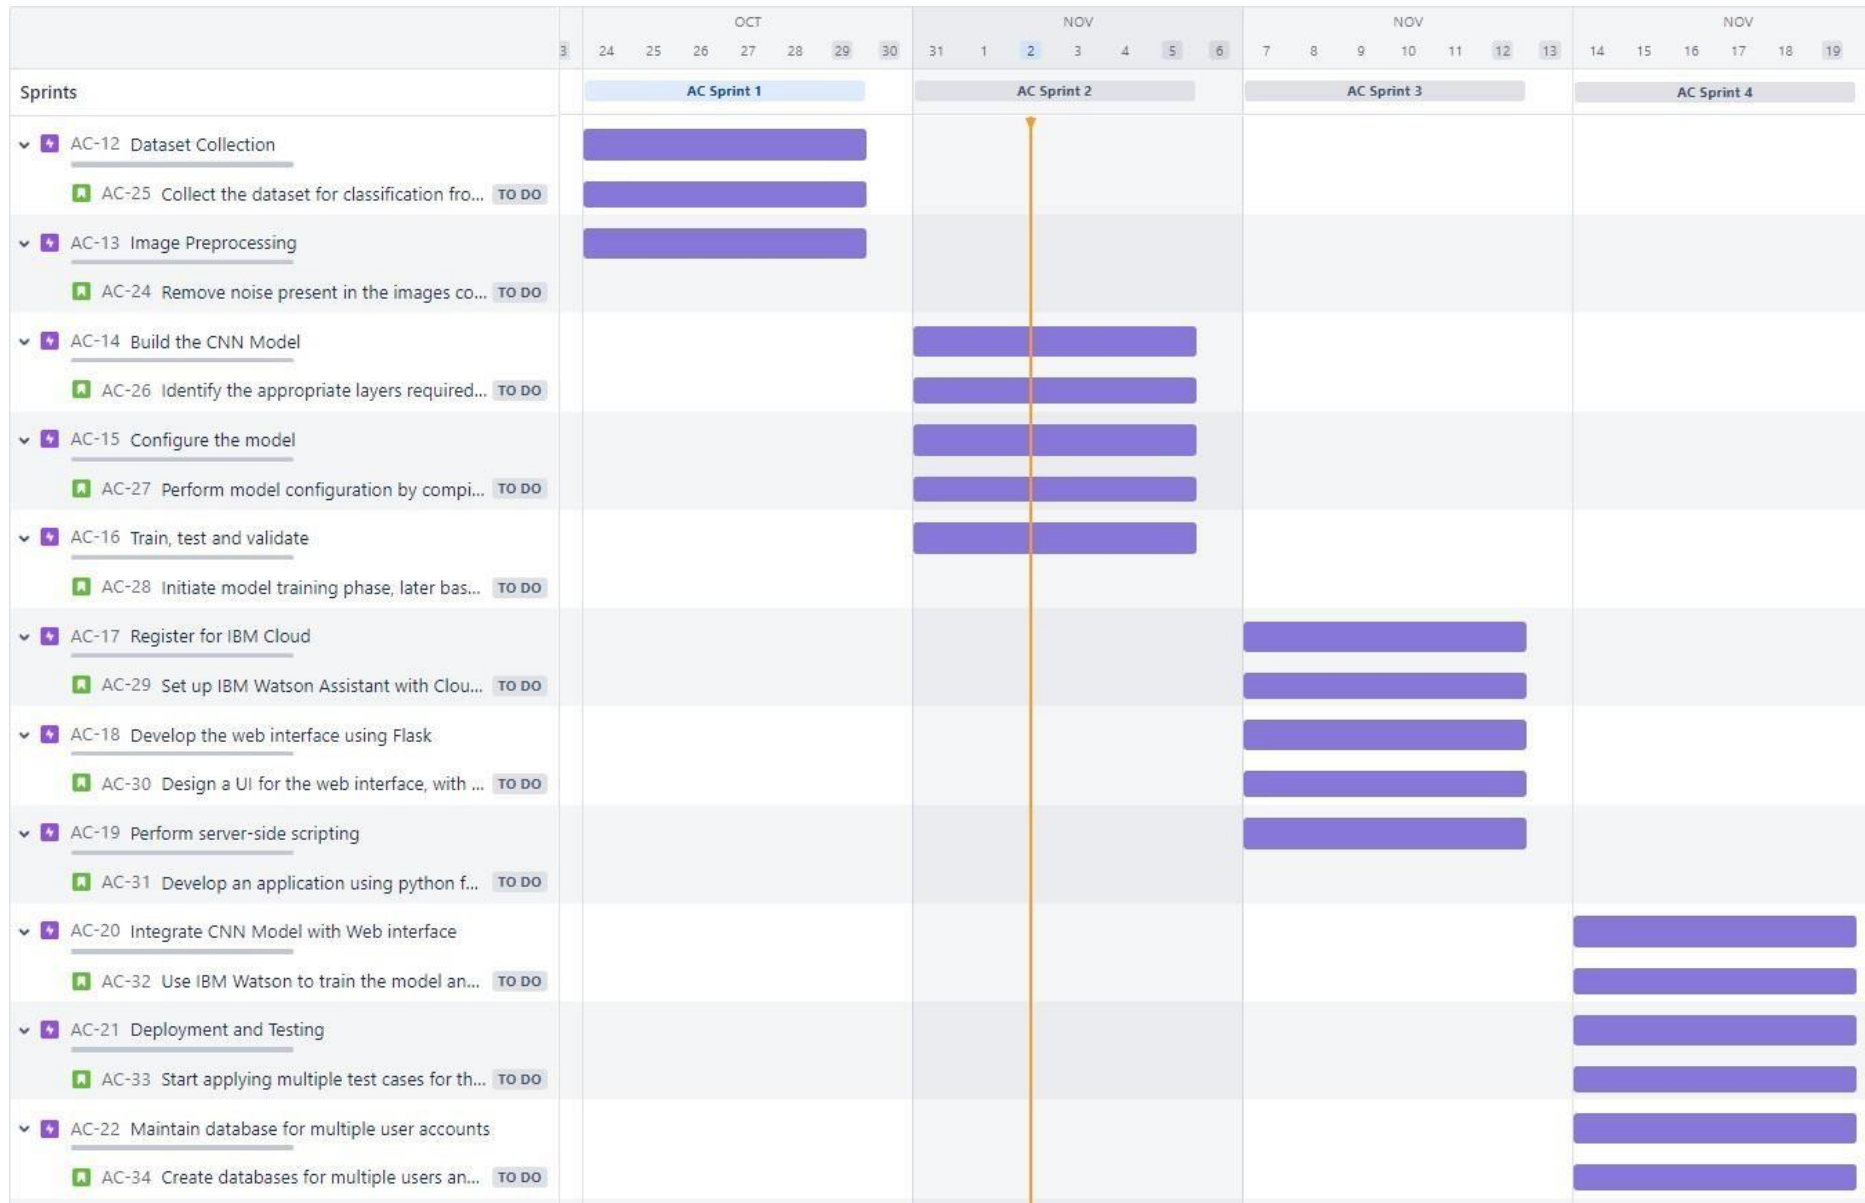 OCT NOV NOV NOV
3 24 25 26 27 28 29 30 31 1 2 3 4 5 6 7 8 9 10 11 12 13 14 15 16 17 18 19
Sprints AC Sprint 1 AC Sprint 2 AC Sprint 3 AC Sprint 4
AC-12 Dataset Collection
AC-25 Collect the dataset for classification fro... TO DO
AC-13 Image Preprocessing
AC-24 Remove noise present in the images co... TO DO
AC-14 Build the CNN Model
AC-26 Identify the appropriate layers required... TO DO
AC-15 Configure the model
AC-27 Perform model configuration by compi... TO DO
AC-16 Train, test and validate
AC-28 Initiate model training phase, later bas... TO DO
AC-17 Register for IBM Cloud
AC-29 Set up IBM Watson Assistant with Clou... TO DO
AC-18 Develop the web interface using Flask
AC-30 Design a UI for the web interface, with ... TO DO
AC-19 Perform server-side scripting
AC-31 Develop an application using python f... TO DO
AC-20 Integrate CNN Model with Web interface
AC-32 Use IBM Watson to train the model an... TO DO
AC-21 Deployment and Testing
AC-33 Start applying multiple test cases for th... TO DO
AC-22 Maintain database for multiple user accounts
AC-34 Create databases for multiple users an... TO DO